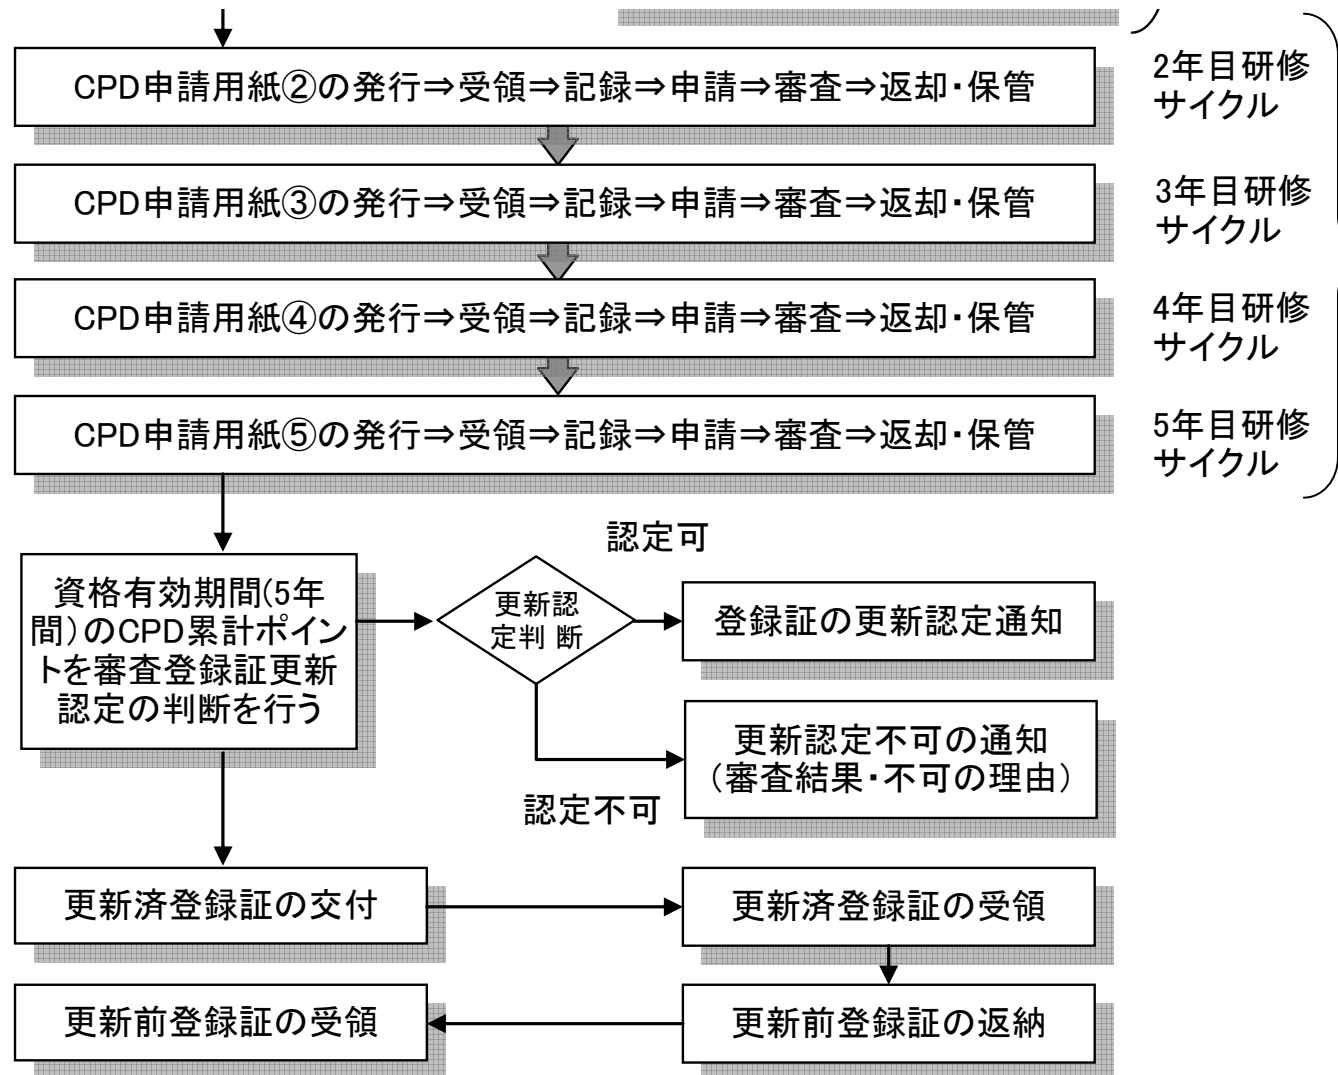 CPD申請用紙②の発行⇒受領⇒記録⇒申請⇒審査⇒返却・保管
2年目研修
サイクル
CPD申請用紙③の発行⇒受領⇒記録⇒申請⇒審査⇒返却・保管
3年目研修
サイクル
CPD申請用紙④の発行⇒受領⇒記録⇒申請⇒審査⇒返却・保管
4年目研修
サイクル
CPD申請用紙⑤の発行⇒受領⇒記録⇒申請⇒審査⇒返却・保管
5年目研修
サイクル
資格有効期間(5年
間)のCPD累計ポイン
トを審査登録証更新
認定の判断を行う
更新認
定判 断
認定可
登録証の更新認定通知
認定不可
更新認定不可の通知
(審査結果・不可の理由)
更新済登録証の交付
更新済登録証の受領
更新前登録証の受領
更新前登録証の返納